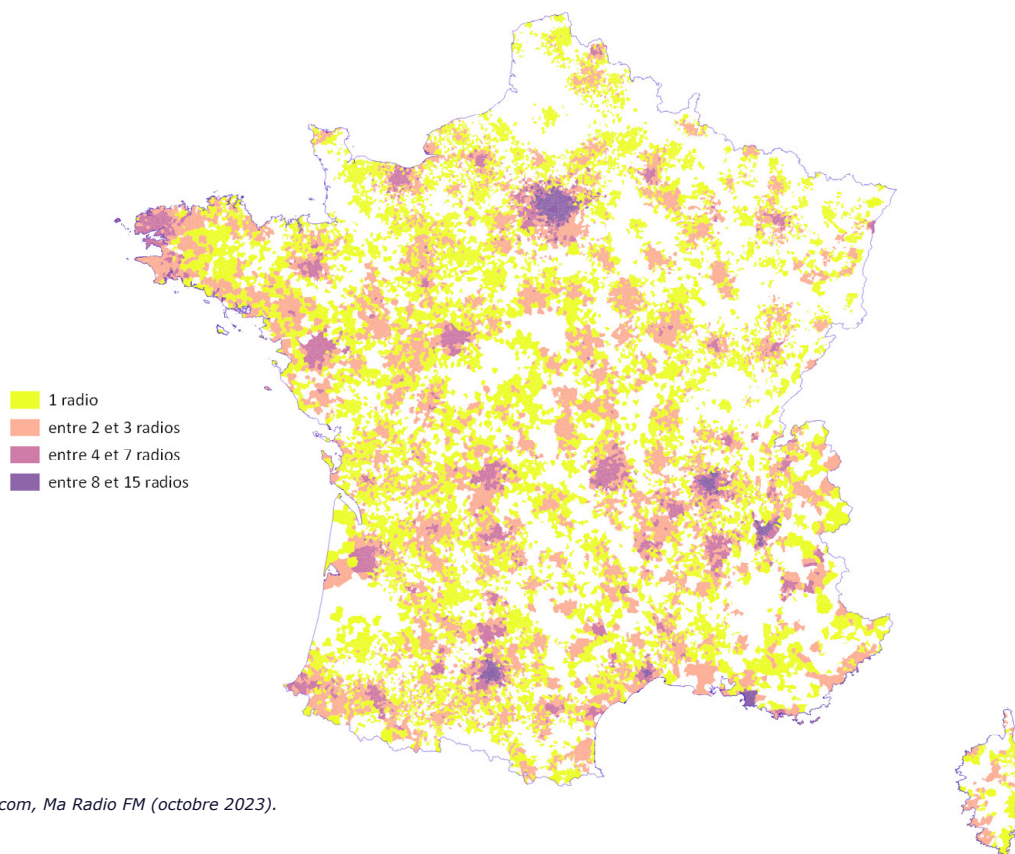 1 radio
entre 2 et 3 radios
entre 4 et 7 radios
entre 8 et 15 radios
com, Ma Radio FM (octobre 2023).